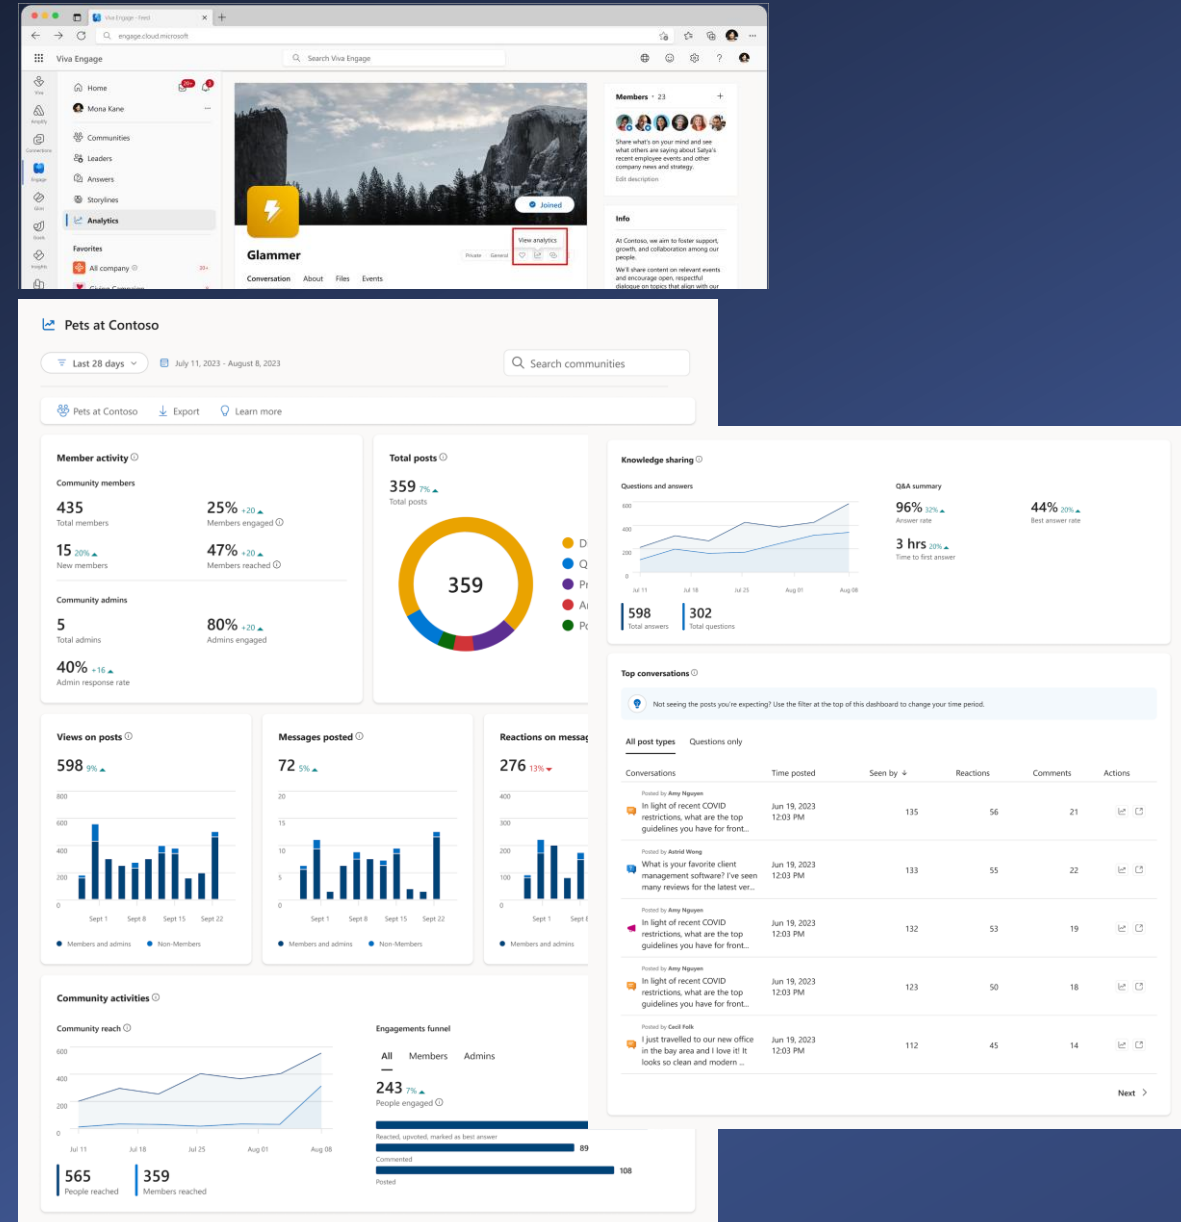 Viva Engage - Feed
engage.cloud.microsoft
Viva Engage
Search Viva Engage
Viva
Amplify
Connections
Engage
Goals
Insights
Home
20+
Mona Kane
Communities
Leaders
Answers
Storylines
Analytics
Favorites
All company
20+
Giving Campaign
Joined
View analytics
Glammer
Private
General
Conversation About Files Events
Members · 23
Share what's on your mind and see
what others are saying about Satya's
recent employee events and other
company news and strategy.
Edit description
Info
At Contoso, we aim to foster support,
growth, and collaboration among our
people.
We'll share content on relevant events
and encourage open, respectful
dialogue on topics that align with our
Pets at Contoso
Last 28 days
July 11, 2023 - August 8, 2023
Search communities
Pets at Contoso
Export
Learn more
Member activity
Community members
435
Total members
25% +20
Members engaged
15 20%
New members
47% +20
Members reached
Community admins
5
Total admins
80% +20
Admins engaged
40% +16
Admin response rate
Total posts
359 7%
Total posts
359
D
Q
Pr
Po
Views on posts
598 9%
800
600
400
200
0
Sept 1 Sept 8 Sept 15 Sept 22
Members and admins
Non-Members
Messages posted
72 5%
20
15
10
5
0
Sept 1 Sept 8 Sept 15 Sept 22
Members and admins
Non-Members
Reactions on messag
276 13%
400
300
200
100
0
Sept 1 Sept 8
Members and admins
Community activities
Community reach
600
400
200
0
Jul 11 Jul 18 Jul 25 Aug 01 Aug 08
565
People reached
359
Members reached
Engagements funnel
All Members Admins
243 7%
People engaged
Reacted, upvoted, marked as best answer
89
Commented
108
Posted
Knowledge sharing
Questions and answers
600
400
200
0
Jul 11 Jul 18 Jul 25 Aug 01 Aug 08
598
Total answers
302
Total questions
Q&A summary
96% 32%
Answer rate
44% 20%
Best answer rate
3 hrs 20%
Time to first answer
Top conversations
Not seeing the posts you're expecting? Use the filter at the top of this dashboard to change your time period.
All post types Questions only
Conversations Time posted Seen by ↓ Reactions Comments Actions
Posted by Amy Nguyen
In light of recent COVID
restrictions, what are the top
guidelines you have for front...
Jun 19, 2023
12:03 PM
135 56 21
Posted by Astrid Wong
What is your favorite client
management software? I've seen
many reviews for the latest ver...
Jun 19, 2023
12:03 PM
133 55 22
Posted by Amy Nguyen
In light of recent COVID
restrictions, what are the top
guidelines you have for front...
Jun 19, 2023
12:03 PM
132 53 19
Posted by Amy Nguyen
In light of recent COVID
restrictions, what are the top
guidelines you have for front...
Jun 19, 2023
12:03 PM
123 50 18
Posted by Cecil Folk
I just travelled to our new office
in the bay area and I love it! It
looks so clean and modern ...
Jun 19, 2023
12:03 PM
112 45 14
Next